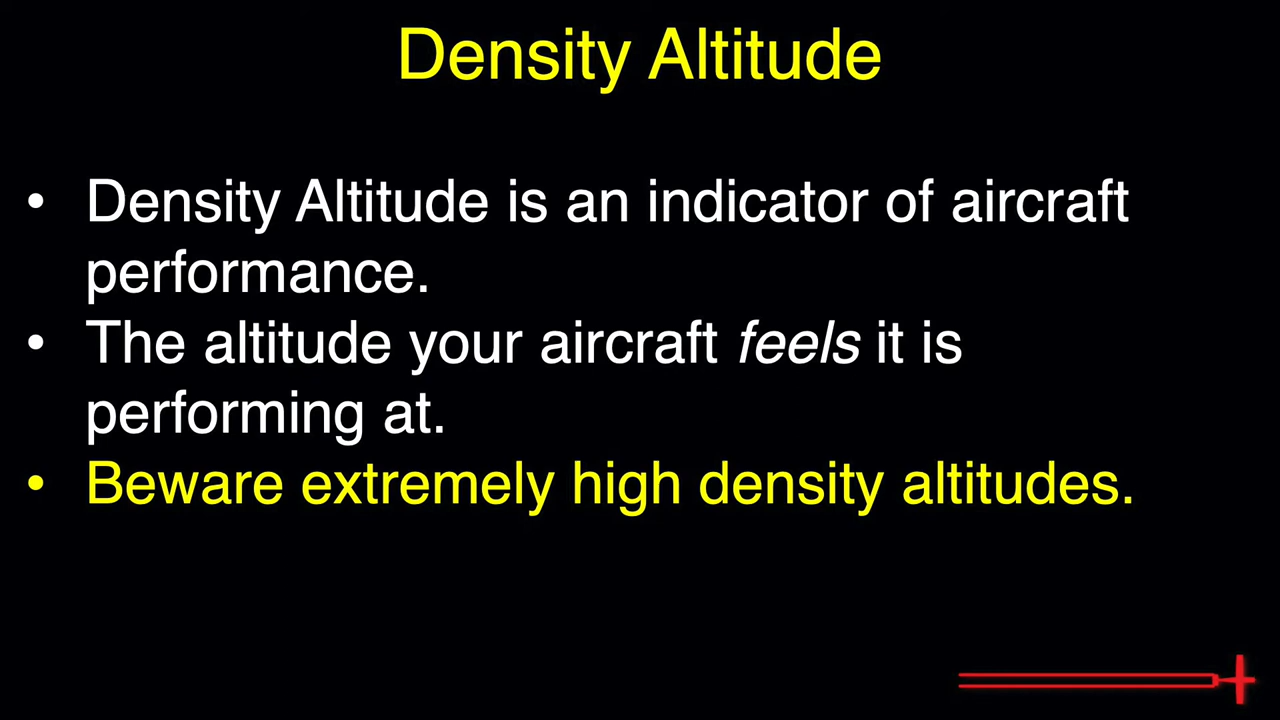 Density Altitude
• Density Altitude is an indicator of aircraft
performance.
• The altitude your aircraft feels it is
performing at.
• Beware extremely high density altitudes.